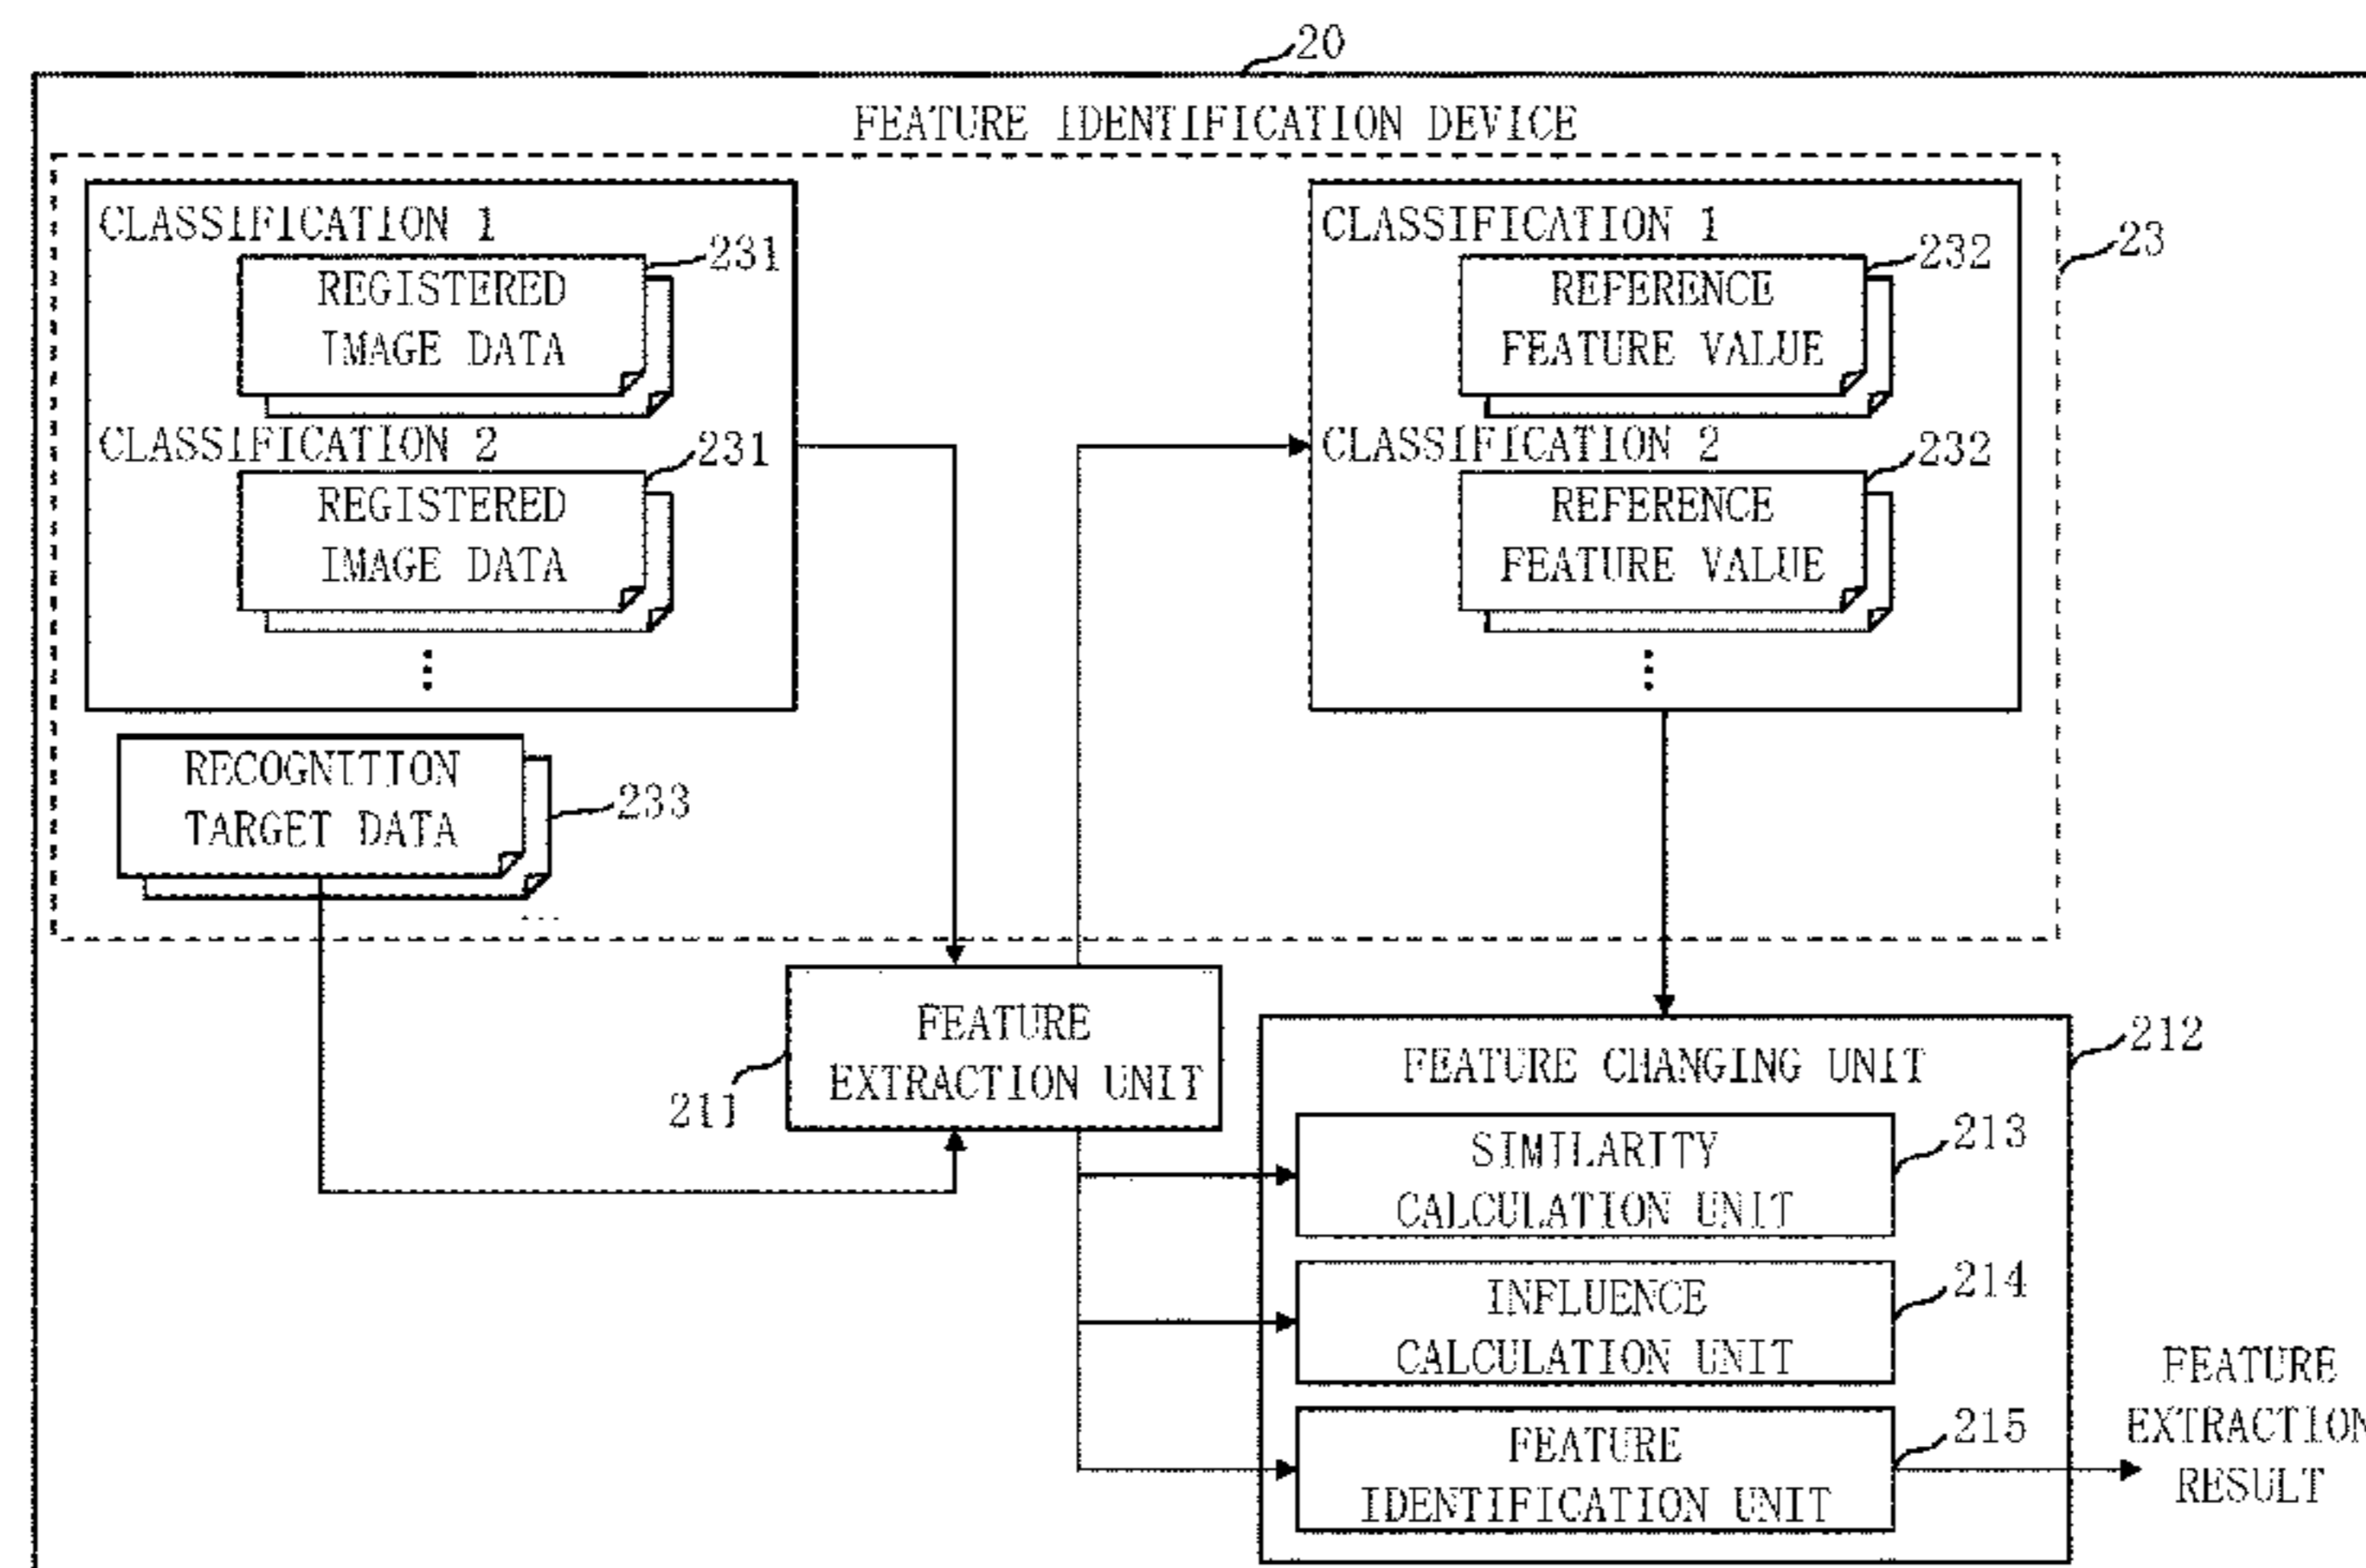 20
FEATURE IDENTIFICATION DEVICE
CLASSIFICATION 1
231
REGISTERED
IMAGE DATA
CLASSIFICATION 2
231
REGISTERED
IMAGE DATA
CLASSIFICATION 1
232
REFERENCE
FEATURE VALUE
CLASSIFICATION 2
232
REFERENCE
FEATURE VALUE
23
RECOGNITION
TARGET DATA
233
FEATURE
EXTRACTION UNIT
211
FEATURE CHANGING UNIT
212
SIMILARITY
CALCULATION UNIT
213
INFLUENCE
CALCULATION UNIT
214
FEATURE
IDENTIFICATION UNIT
215
FEATURE
EXTRACTION
RESULT